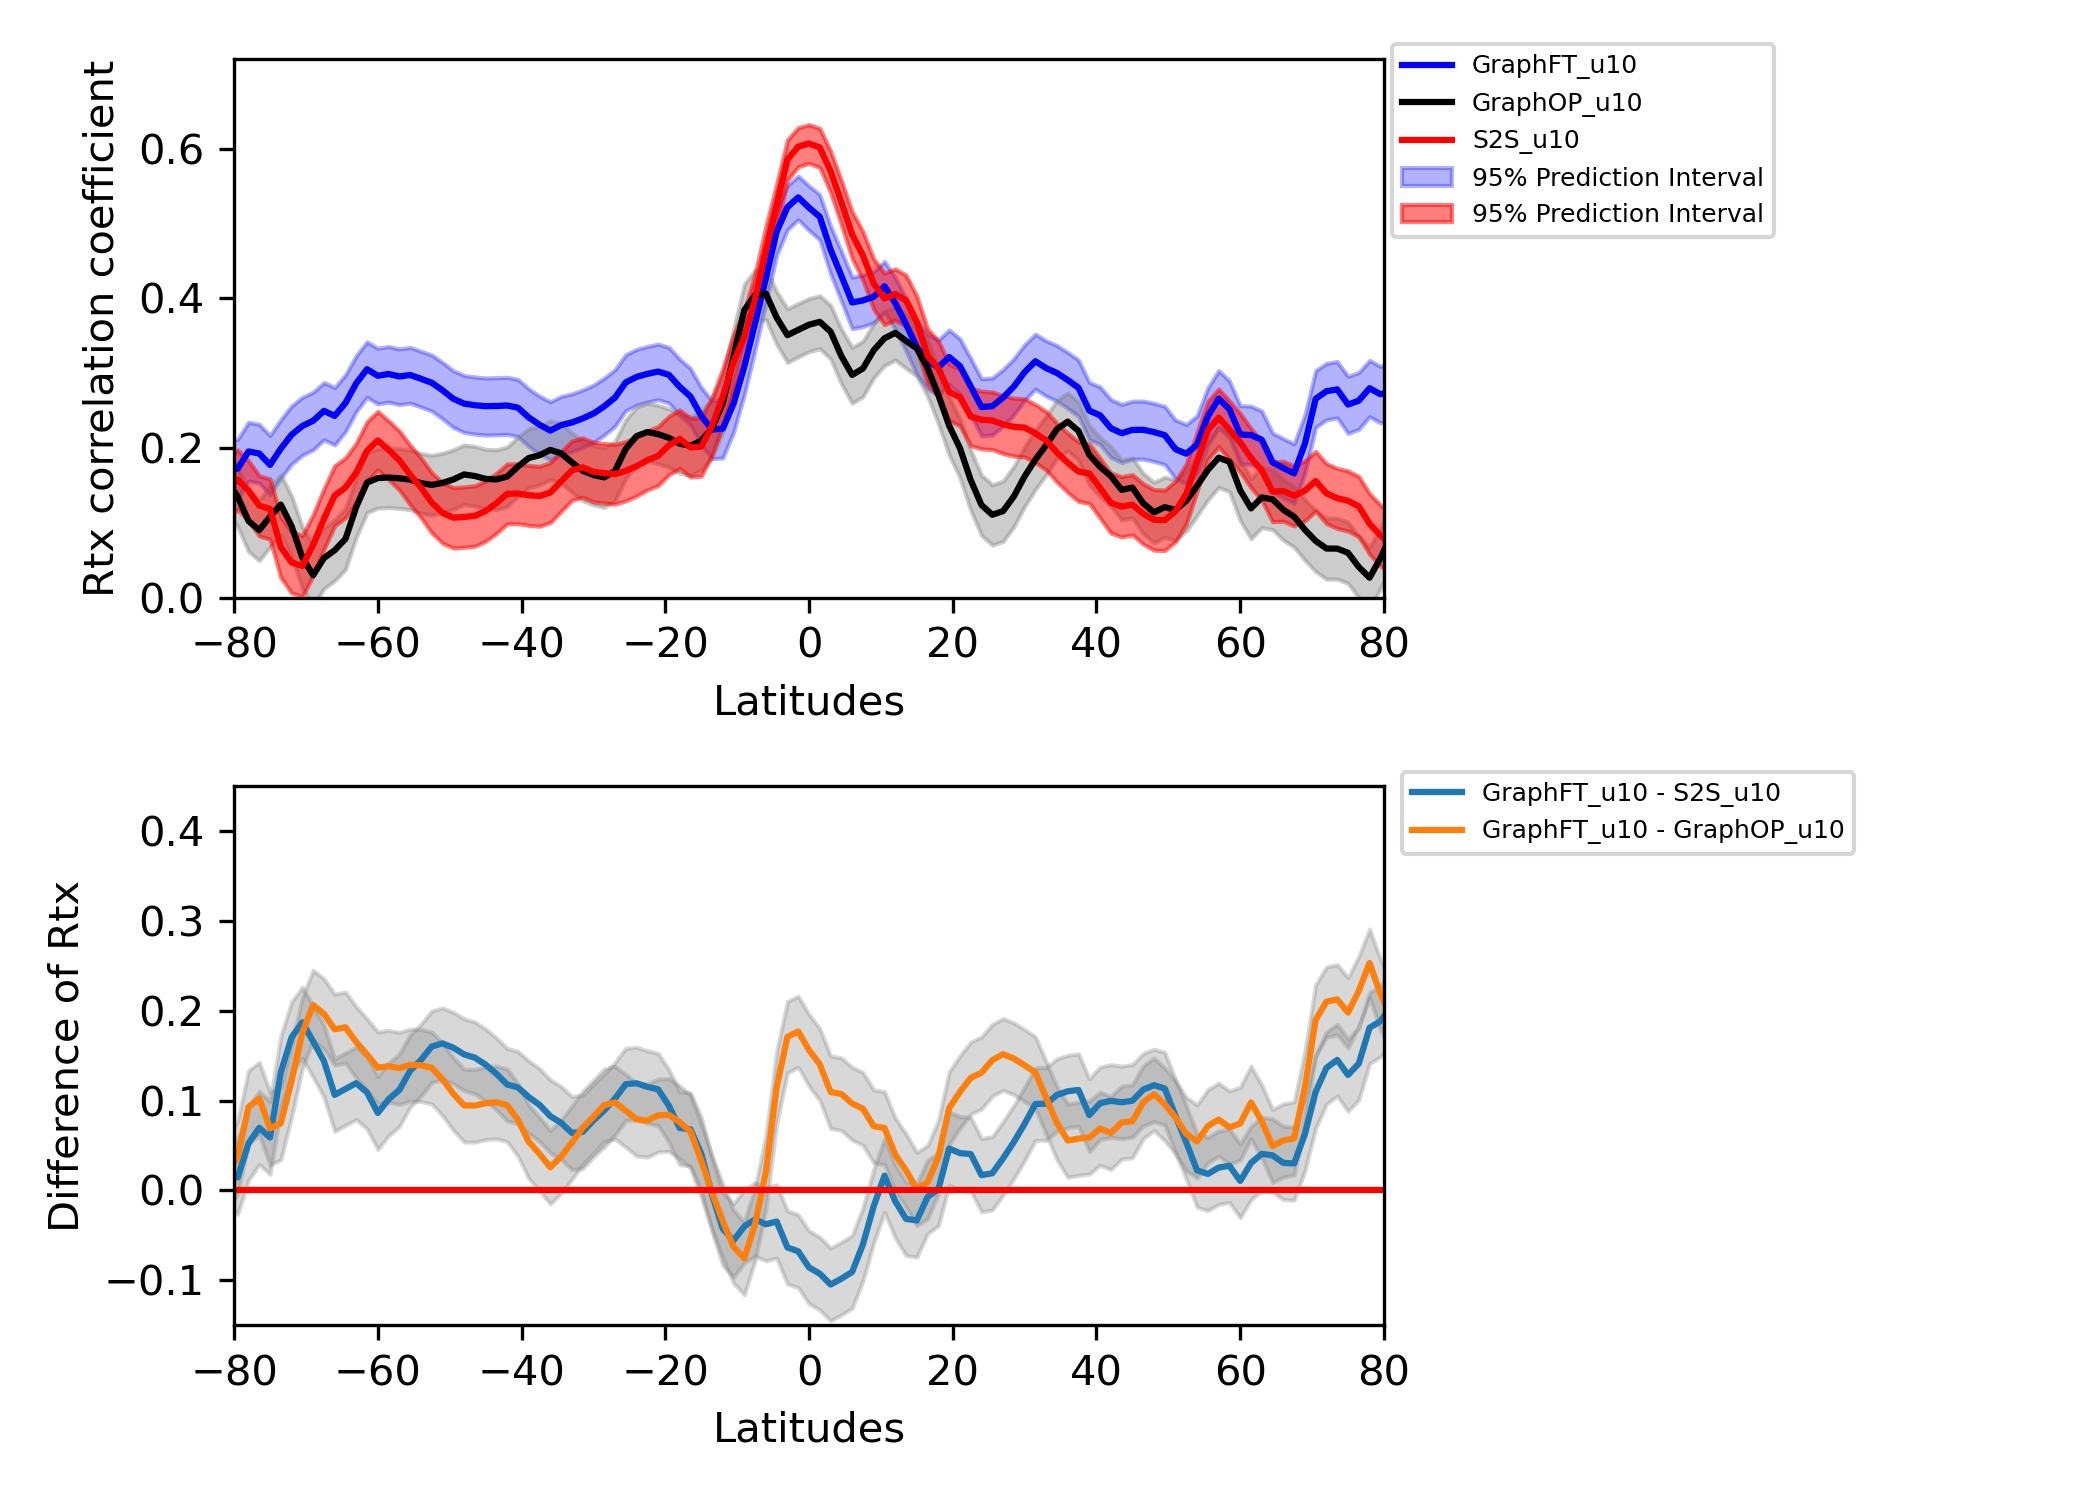 GraphFT_u10
GraphOP_u10
S2S_u10
95% Prediction Interval
95% Prediction Interval
Rtx correlation coefficient
0.6
0.4
0.2
0.0
−80 −60 −40 −20 0 20 40 60 80
Latitudes
GraphFT_u10 - S2S_u10
GraphFT_u10 - GraphOP_u10
Difference of Rtx
0.4
0.3
0.2
0.1
0.0
−0.1
−80 −60 −40 −20 0 20 40 60 80
Latitudes